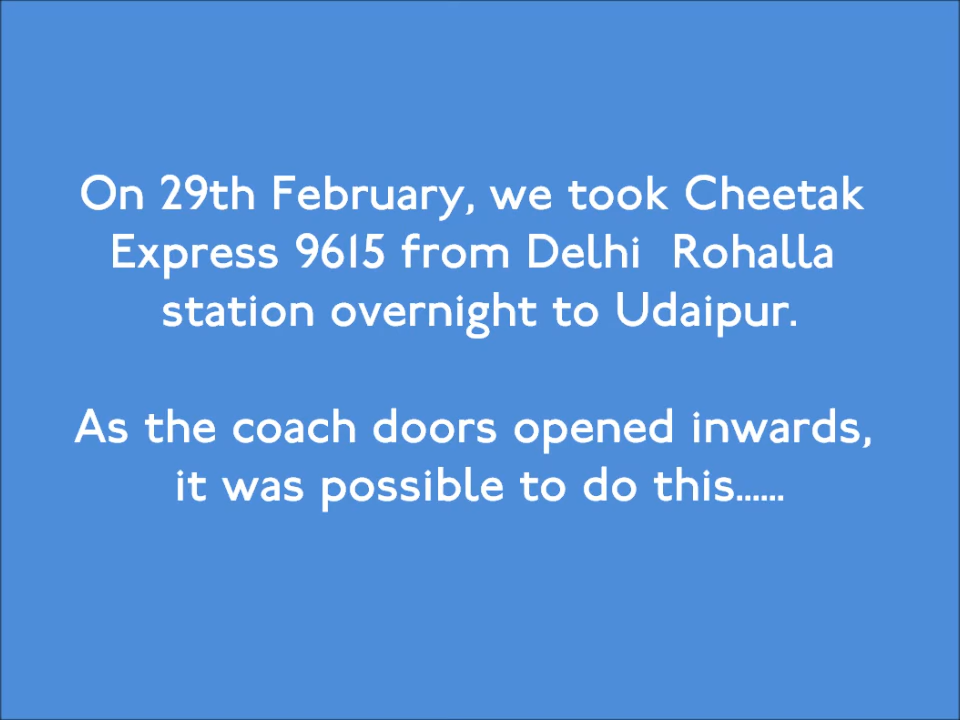 On 29th February, we took Cheetak
Express 9615 from Delhi Rohalla
station overnight to Udaipur.
As the coach doors opened inwards,
it was possible to do this......